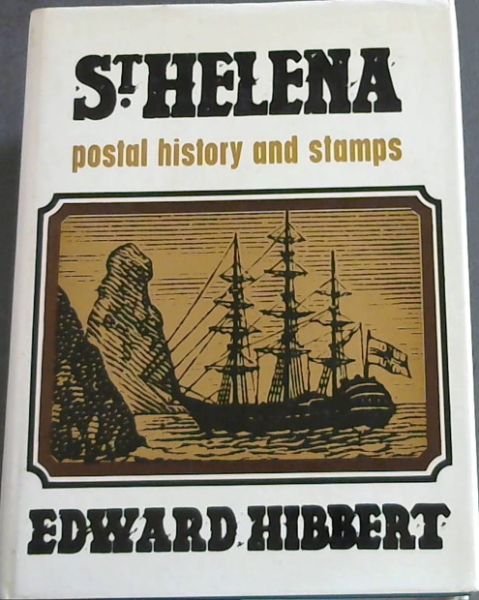 ST. HELENA
postal history and stamps
EDWARD HIBBERT